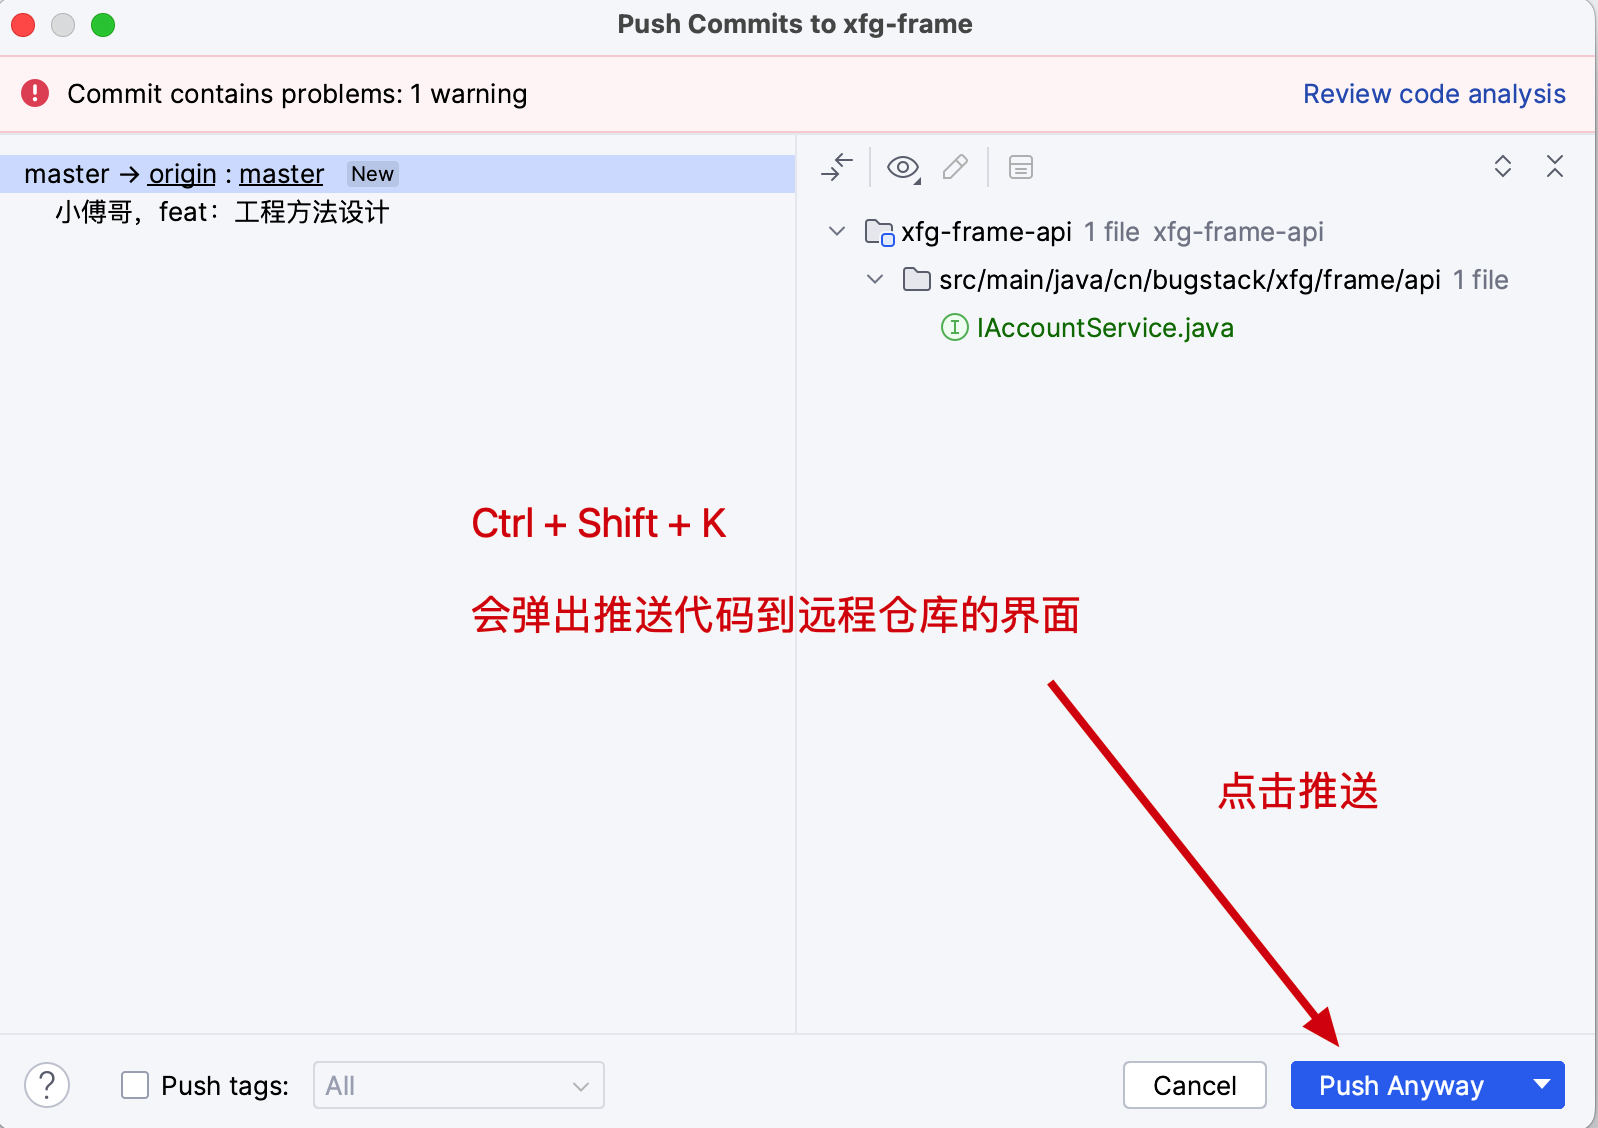 Push Commits to xfg-frame
Commit contains problems: 1 warning
Review code analysis
master → origin : master New
小傅哥，feat：工程方法设计
xfg-frame-api 1 file xfg-frame-api
src/main/java/cn/bugstack/xfg/frame/api 1 file
IAccountService.java
Ctrl + Shift + K
会弹出推送代码到远程仓库的界面
点击推送
Push tags: All
Cancel
Push Anyway